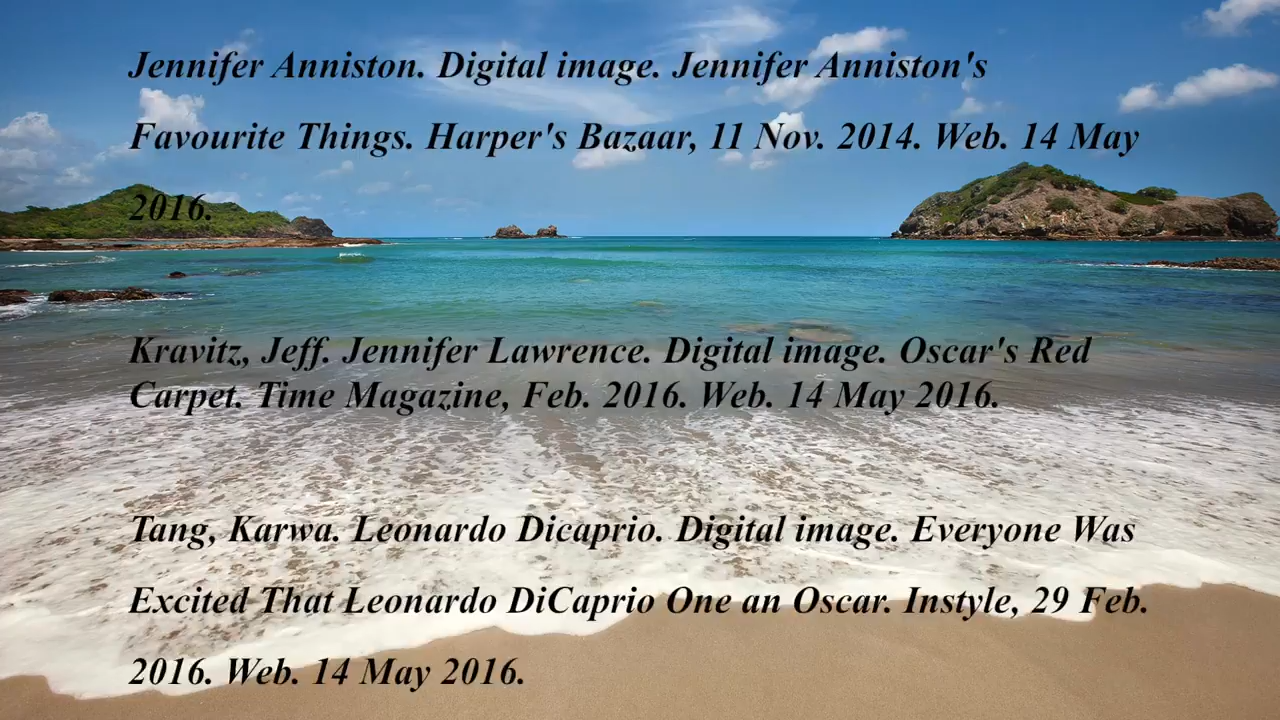 Jennifer Anniston. Digital image. Jennifer Anniston's
Favourite Things. Harper's Bazaar, 11 Nov. 2014. Web. 14 May
2016.
Kravitz, Jeff. Jennifer Lawrence. Digital image. Oscar's Red
Carpet. Time Magazine, Feb. 2016. Web. 14 May 2016.
Tang, Karwa. Leonardo Dicaprio. Digital image. Everyone Was
Excited That Leonardo DiCaprio One an Oscar. Instyle, 29 Feb.
2016. Web. 14 May 2016.